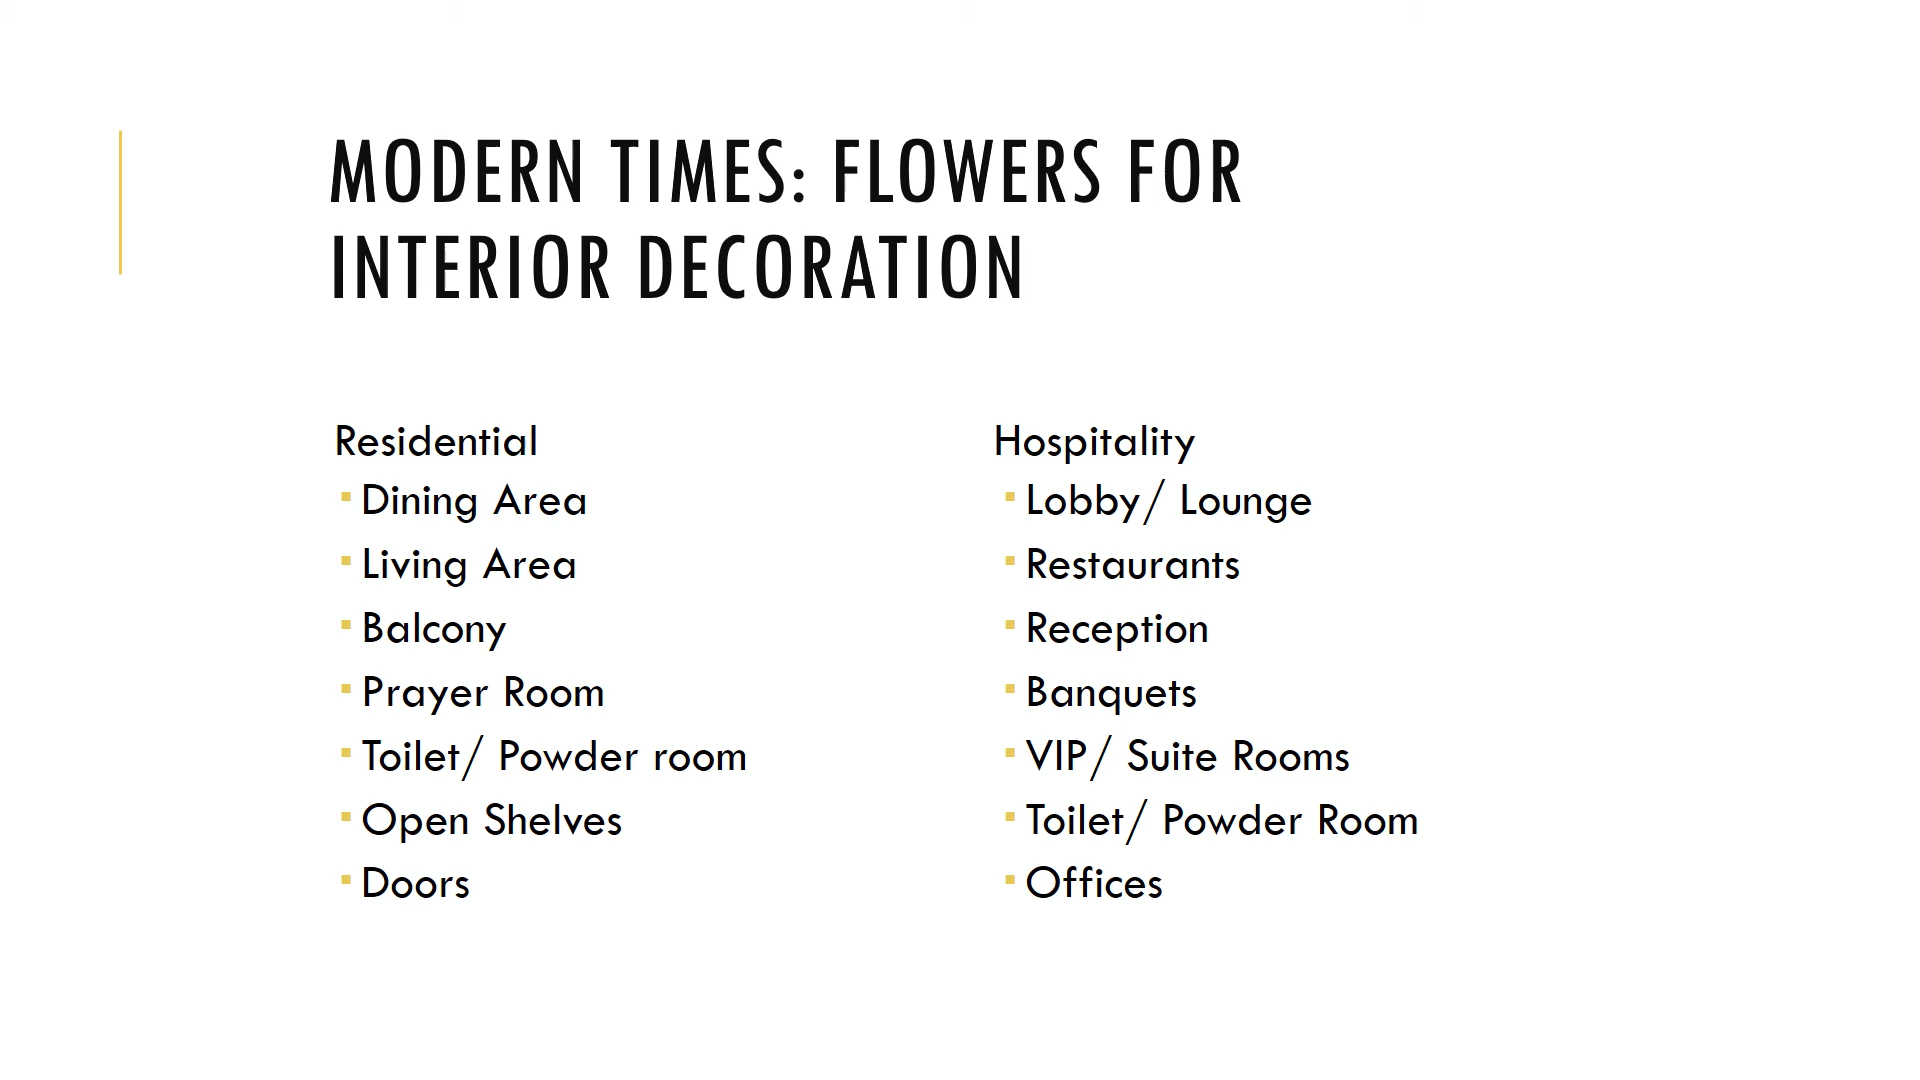 MODERN TIMES: FLOWERS FOR
INTERIOR DECORATION
Residential
Dining Area
Living Area
Balcony
Prayer Room
Toilet/ Powder room
Open Shelves
Doors
Hospitality
Lobby/ Lounge
Restaurants
Reception
Banquets
VIP/ Suite Rooms
Toilet/ Powder Room
Offices